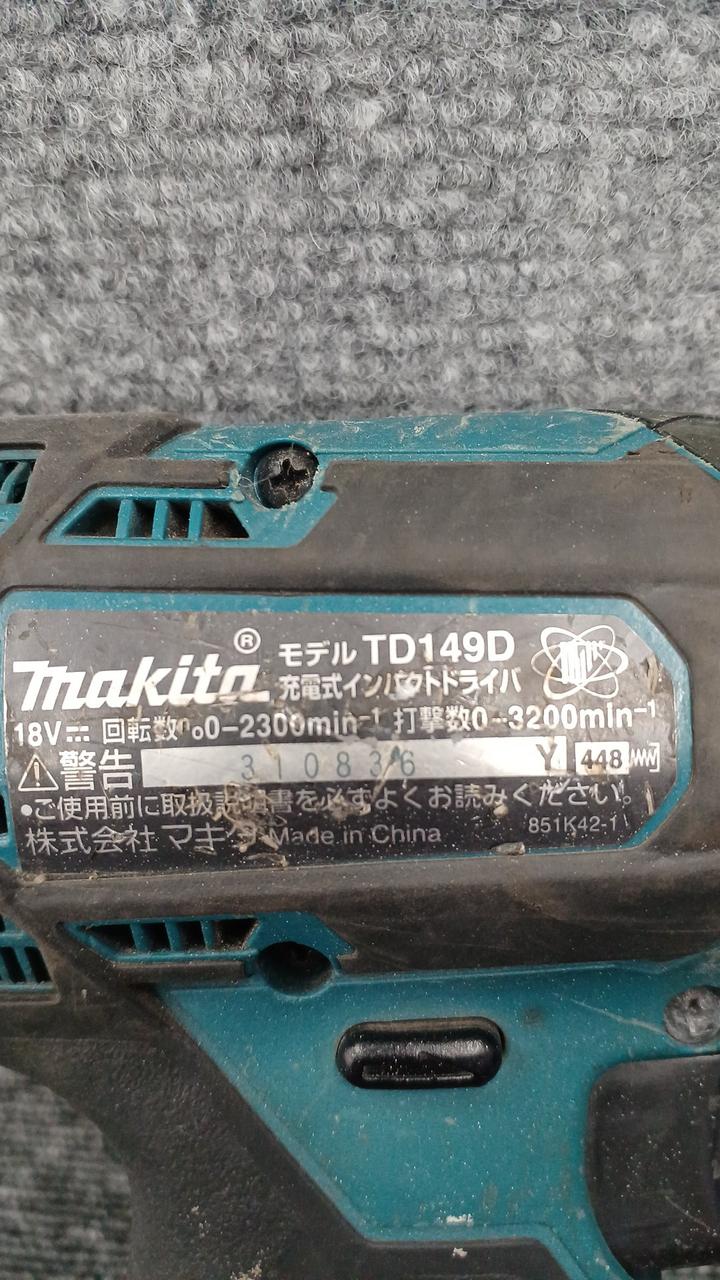 makita® モデル TD149D
充電式インパクトドライバ
18V⎓ 回転数n₀0-2300min⁻¹ 打撃数0-3200min⁻¹
⚠警告 310836 Y 448
●ご使用前に取扱説明書を必ずよくお読みください。
株式会社 マキタ Made in China 851K42-1